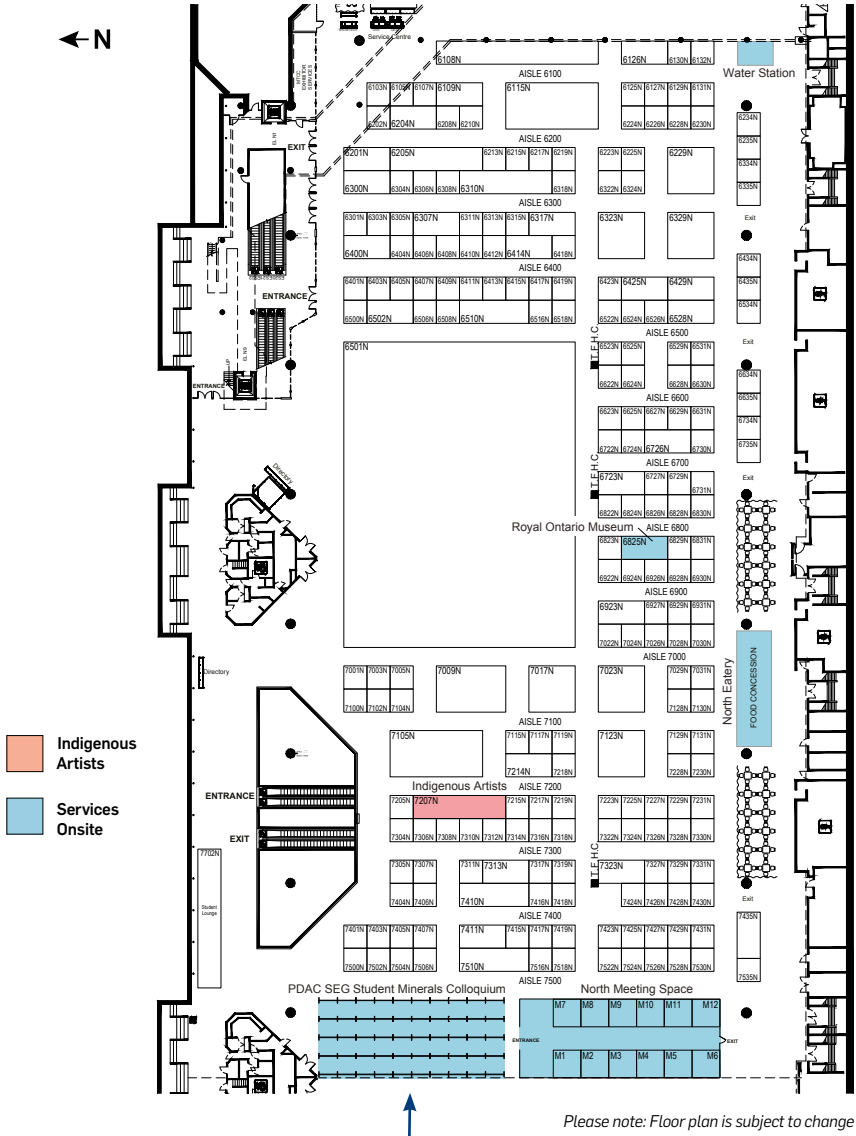 N
Service Centre
MTCC EXHIBITOR SERVICES
6108N 6126N 6130N 6132N
Water Station
AISLE 6100
6103N 6105N 6107N 6109N 6115N 6125N 6127N 6129N 6131N
6202N 6204N 6208N 6210N 6224N 6226N 6228N 6230N
6234N
6235N
6334N
6335N
Exit
AISLE 6200
EL N1
EXIT
6201N 6205N 6213N 6215N 6217N 6219N 6223N 6225N 6229N
6300N 6304N 6306N 6308N 6310N 6318N 6322N 6324N
AISLE 6300
6301N 6303N 6305N 6307N 6311N 6313N 6315N 6317N 6323N 6329N
6400N 6404N 6406N 6408N 6410N 6412N 6414N 6418N
6434N
6435N
6534N
Exit
AISLE 6400
ENTRANCE
6401N 6403N 6405N 6407N 6409N 6411N 6413N 6415N 6417N 6419N 6423N 6425N 6429N
6500N 6502N 6506N 6508N 6510N 6516N 6518N 6522N 6524N 6526N 6528N
AISLE 6500
EL N9
UP
ENTRANCE
6501N
T.F.H.C.
6523N 6525N 6529N 6531N
6622N 6624N 6628N 6630N
6634N
6635N
6734N
6735N
Exit
AISLE 6600
6623N 6625N 6627N 6629N 6631N
6722N 6724N 6726N 6730N
AISLE 6700
T.F.H.C.
6723N 6727N 6729N
6731N
6822N 6824N 6826N 6828N 6830N
Directory
Royal Ontario Museum
AISLE 6800
6823N 6825N 6829N 6831N
6922N 6924N 6926N 6928N 6930N
AISLE 6900
6923N 6927N 6929N 6931N
7022N 7024N 7026N 7028N 7030N
AISLE 7000
North Eatery
FOOD CONCESSION
Directory
7001N 7003N 7005N 7009N 7017N 7023N 7029N 7031N
7100N 7102N 7104N 7128N 7130N
AISLE 7100
7105N 7115N 7117N 7119N 7123N 7129N 7131N
7214N 7218N 7228N 7230N
Indigenous
Artists
Services
Onsite
AISLE 7200
Indigenous Artists
ENTRANCE
EXIT
7205N 7207N 7215N 7217N 7219N 7223N 7225N 7227N 7229N 7231N
7304N 7306N 7308N 7310N 7312N 7314N 7316N 7318N 7322N 7324N 7326N 7328N 7330N
AISLE 7300
7702N
Student
Lounge
T.F.H.C.
7305N 7307N 7311N 7313N 7317N 7319N 7323N 7327N 7329N 7331N
7404N 7406N 7410N 7416N 7418N 7424N 7426N 7428N 7430N
Exit
AISLE 7400
7401N 7403N 7405N 7407N 7411N 7415N 7417N 7419N 7423N 7425N 7427N 7429N 7431N
7435N
7500N 7502N 7504N 7506N 7510N 7516N 7518N 7522N 7524N 7526N 7528N 7530N
7535N
AISLE 7500
PDAC SEG Student Minerals Colloquium
North Meeting Space
M7 M8 M9 M10 M11 M12
ENTRANCE
EXIT
M1 M2 M3 M4 M5 M6
Please note: Floor plan is subject to change